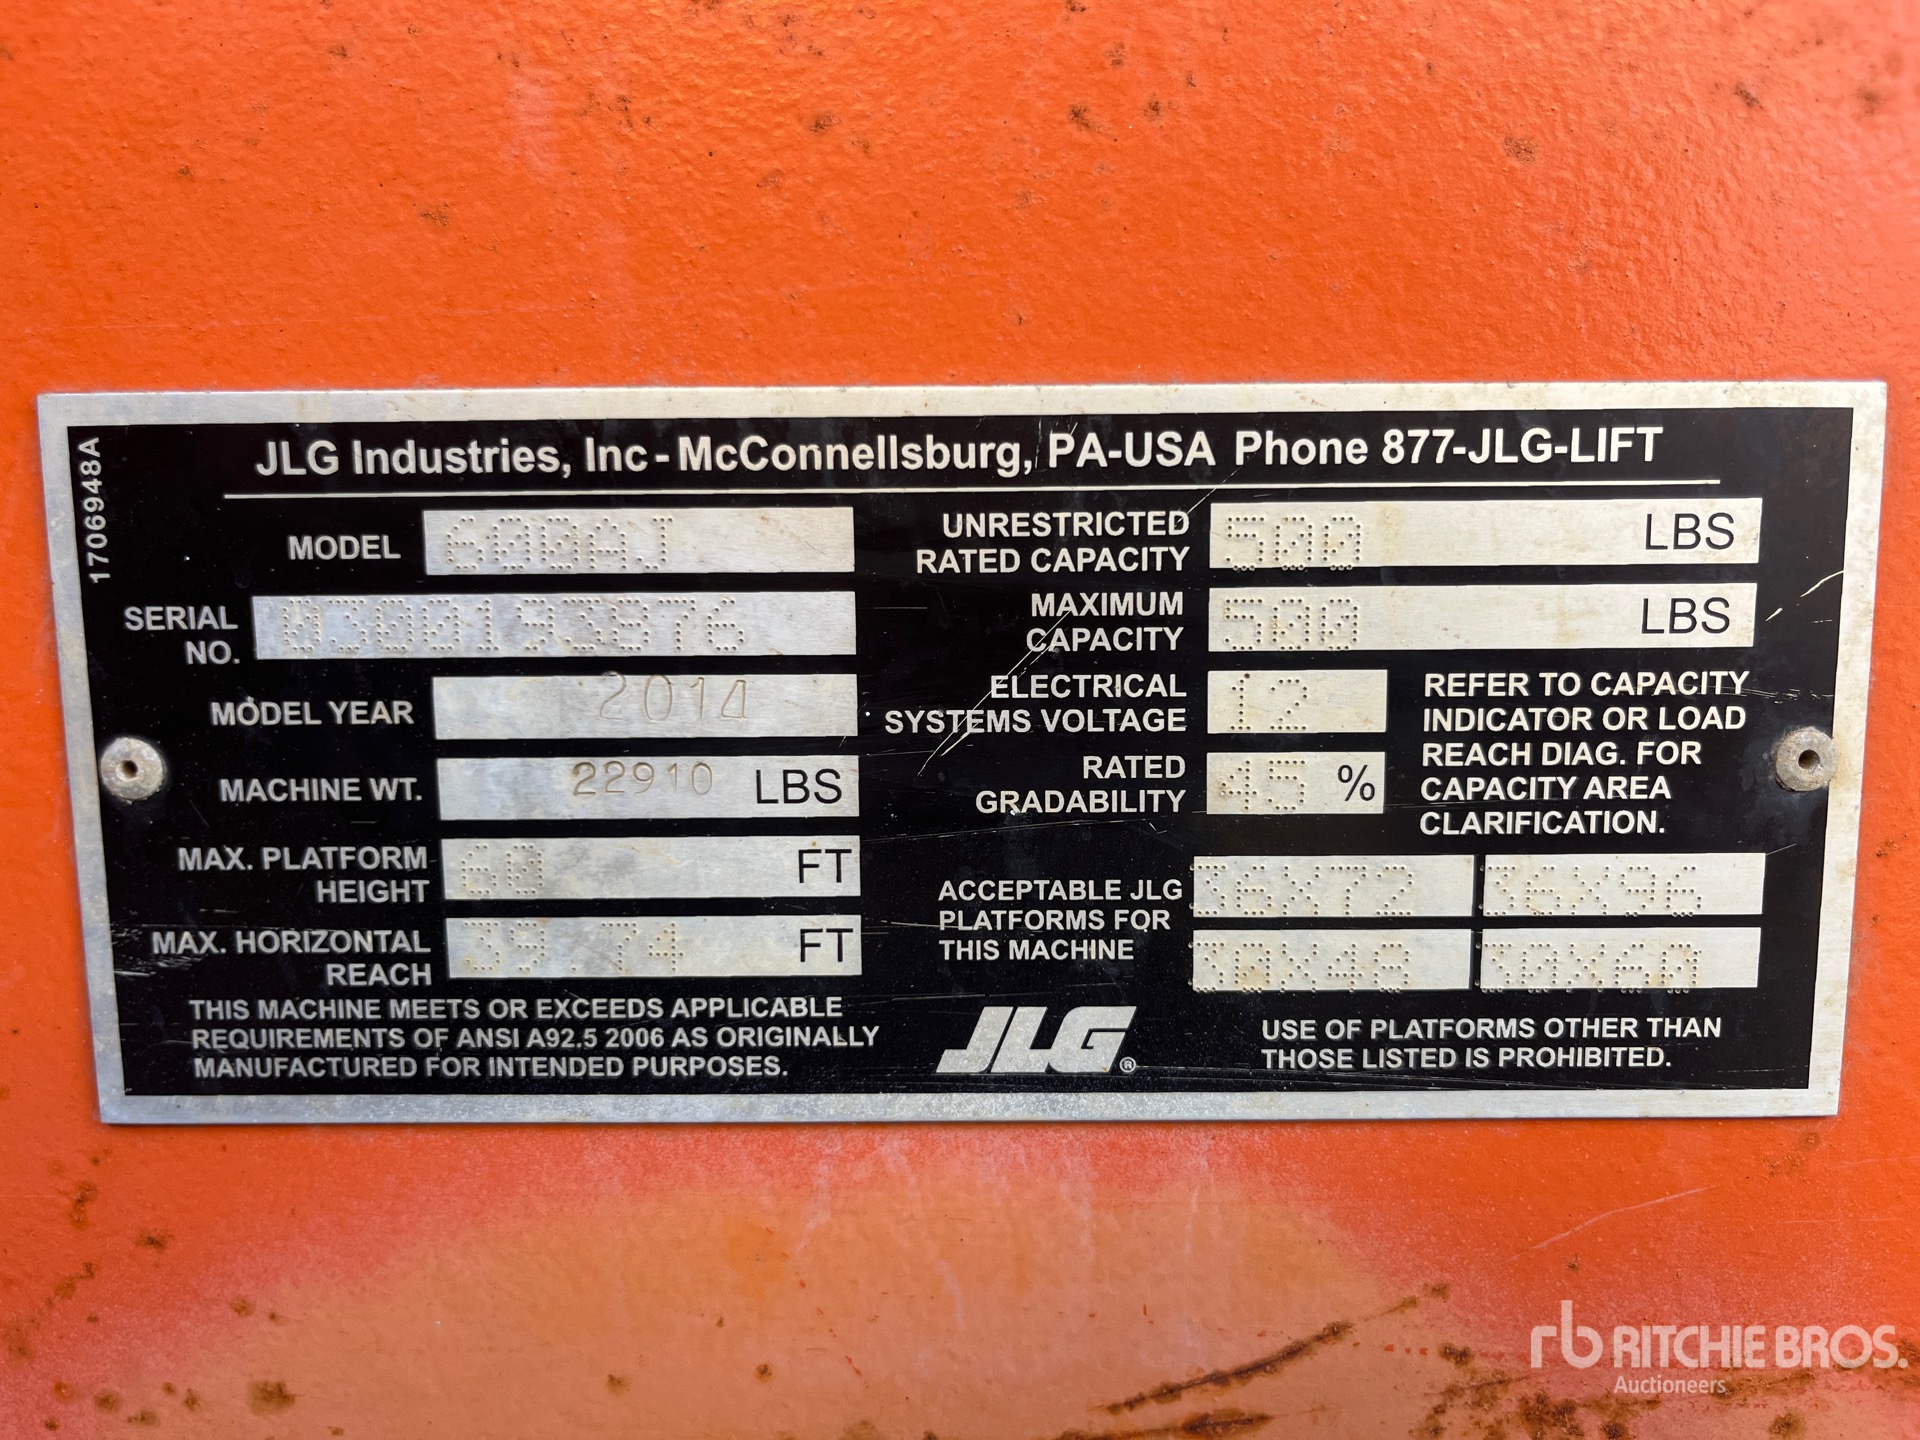 JLG Industries, Inc - McConnellsburg, PA-USA Phone 877-JLG-LIFT
1706948A
MODEL 600AJ
SERIAL NO. 0300193876
MODEL YEAR 2014
MACHINE WT. 22910 LBS
MAX. PLATFORM HEIGHT 60 FT
MAX. HORIZONTAL REACH 39.74 FT
THIS MACHINE MEETS OR EXCEEDS APPLICABLE
REQUIREMENTS OF ANSI A92.5 2006 AS ORIGINALLY
MANUFACTURED FOR INTENDED PURPOSES.
UNRESTRICTED RATED CAPACITY 500 LBS
MAXIMUM CAPACITY 500 LBS
ELECTRICAL SYSTEMS VOLTAGE 12
RATED GRADABILITY 45 %
REFER TO CAPACITY
INDICATOR OR LOAD
REACH DIAG. FOR
CAPACITY AREA
CLARIFICATION.
ACCEPTABLE JLG
PLATFORMS FOR
THIS MACHINE
36X72 36X96
30X48 30X60
JLG®
USE OF PLATFORMS OTHER THAN
THOSE LISTED IS PROHIBITED.
rb RITCHIE BROS.
Auctioneers